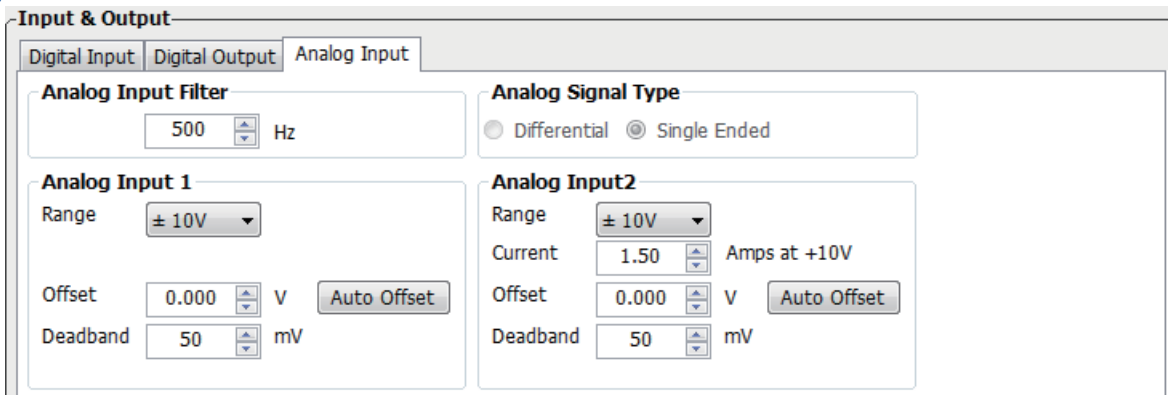 Input & Output
Digital Input Digital Output Analog Input
Analog Input Filter
500 Hz
Analog Signal Type
Differential Single Ended
Analog Input 1
Range ± 10V
Offset 0.000 V Auto Offset
Deadband 50 mV
Analog Input2
Range ± 10V
Current 1.50 Amps at +10V
Offset 0.000 V Auto Offset
Deadband 50 mV